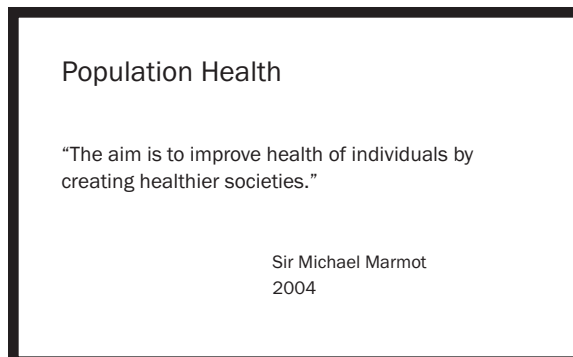 Population Health
“The aim is to improve health of individuals by
creating healthier societies.”
Sir Michael Marmot
2004